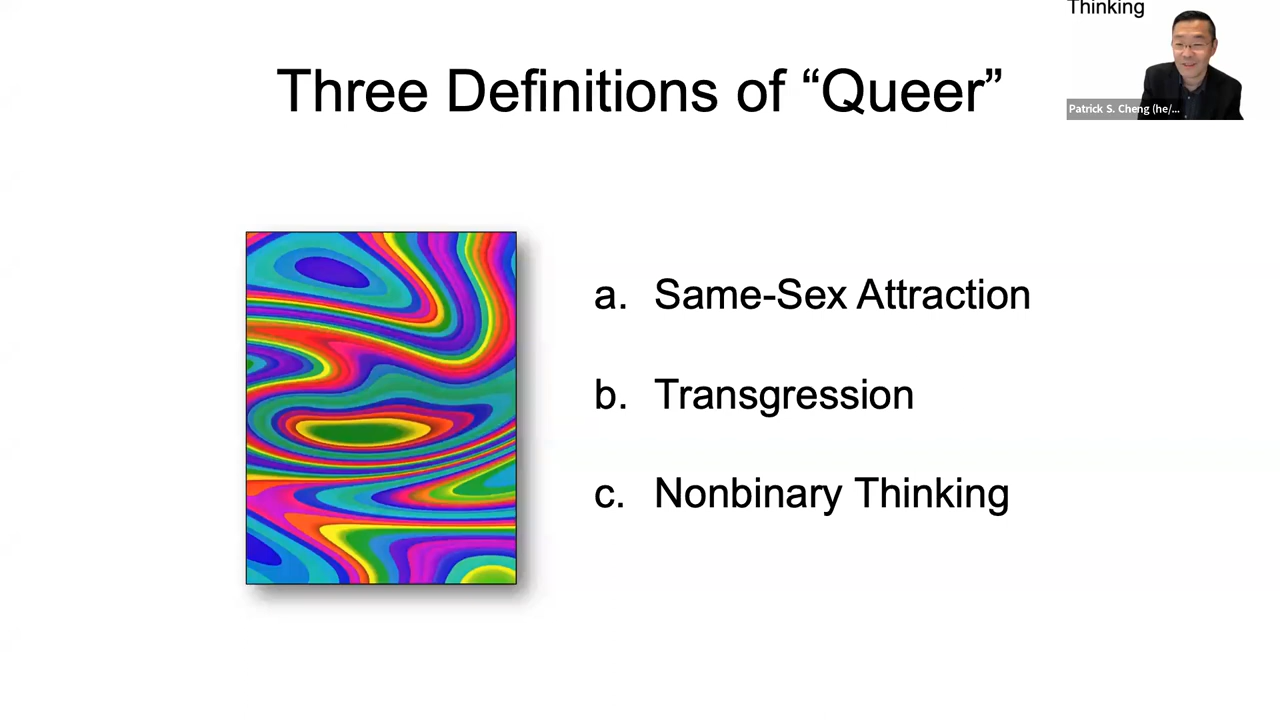 Thinking
Patrick S. Cheng (he/...
Three Definitions of “Queer”
a. Same-Sex Attraction
b. Transgression
c. Nonbinary Thinking